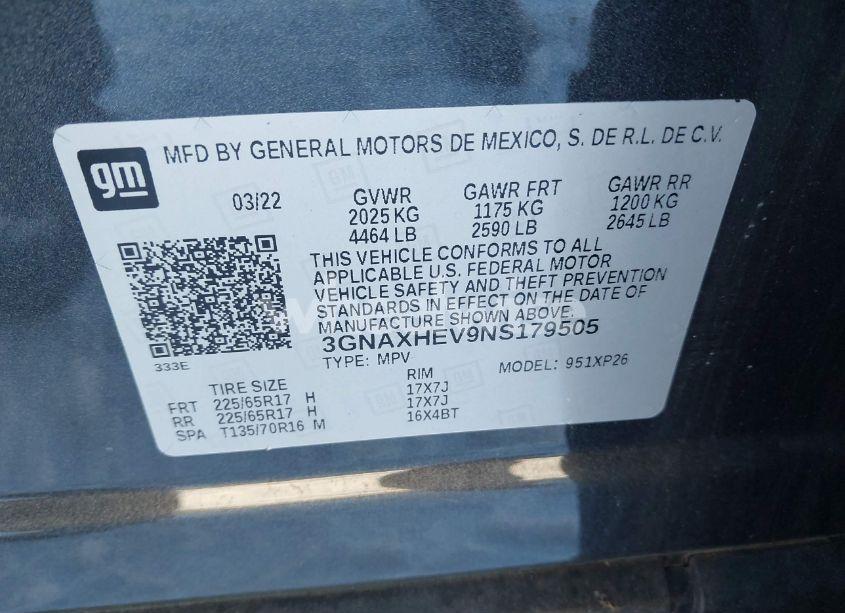 gm
MFD BY GENERAL MOTORS DE MEXICO, S. DE R.L. DE C.V.
03/22 GVWR GAWR FRT GAWR RR
2025 KG 1175 KG 1200 KG
4464 LB 2590 LB 2645 LB
THIS VEHICLE CONFORMS TO ALL
APPLICABLE U.S. FEDERAL MOTOR
VEHICLE SAFETY AND THEFT PREVENTION
STANDARDS IN EFFECT ON THE DATE OF
MANUFACTURE SHOWN ABOVE.
3GNAXHEV9NS179505
333E
TYPE: MPV MODEL: 951XP26
TIRE SIZE RIM
FRT 225/65R17 H 17X7J
RR 225/65R17 H 17X7J
SPA T135/70R16 M 16X4BT